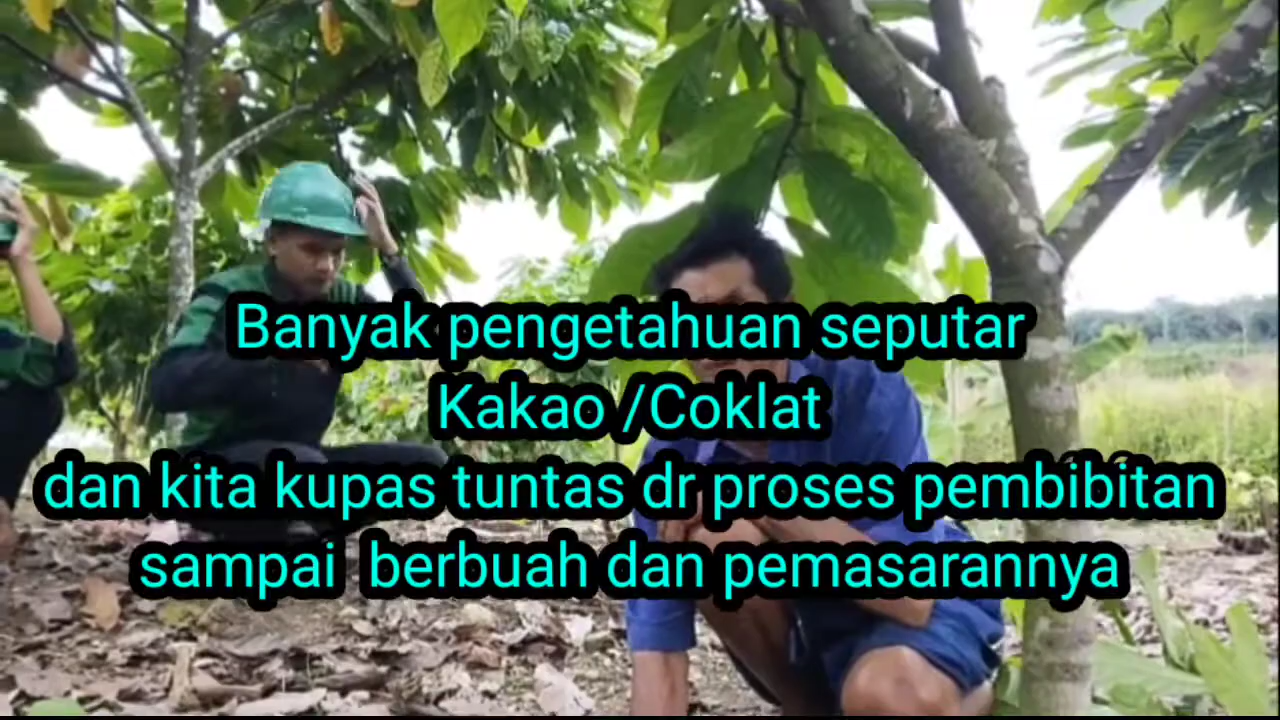 Banyak pengetahuan seputar
Kakao /Coklat
dan kita kupas tuntas dr proses pembibitan
sampai  berbuah dan pemasarannya